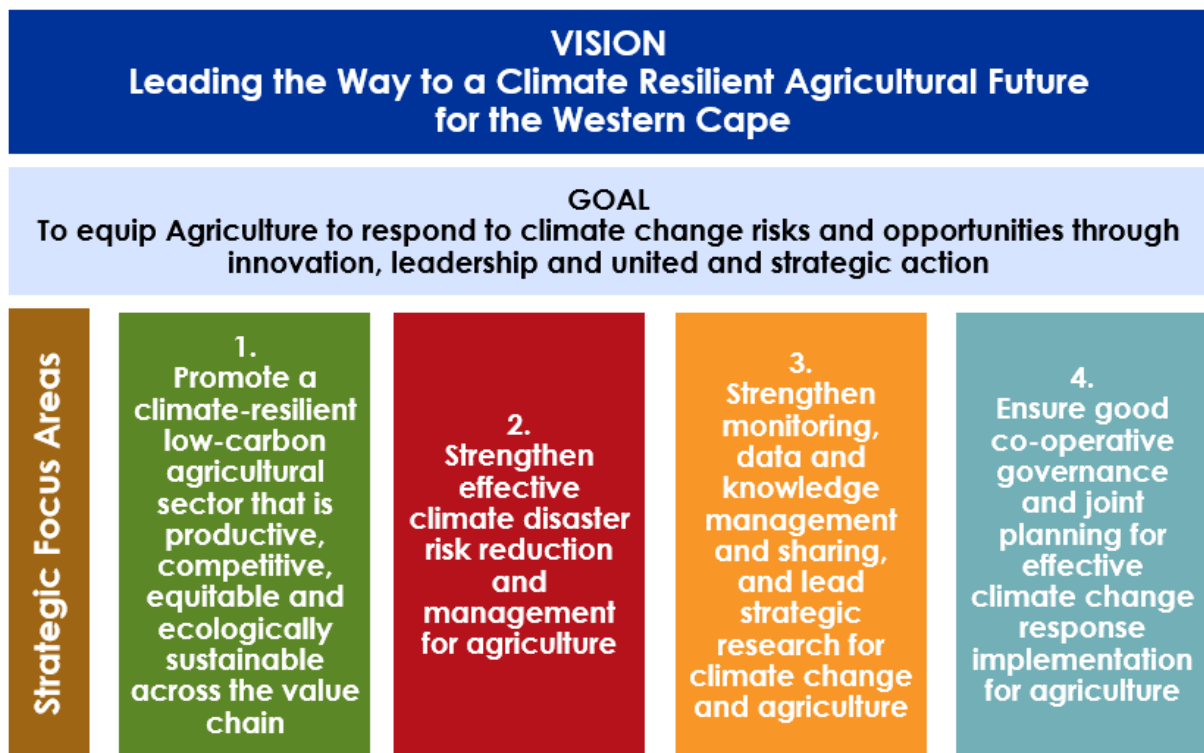 VISION
Leading the Way to a Climate Resilient Agricultural Future
for the Western Cape
GOAL
To equip Agriculture to respond to climate change risks and opportunities through
innovation, leadership and united and strategic action
Strategic Focus Areas
1.
Promote a
climate-resilient
low-carbon
agricultural
sector that is
productive,
competitive,
equitable and
ecologically
sustainable
across the value
chain
2.
Strengthen
effective
climate disaster
risk reduction
and
management
for agriculture
3.
Strengthen
monitoring,
data and
knowledge
management
and sharing,
and lead
strategic
research for
climate change
and agriculture
4.
Ensure good
co-operative
governance
and joint
planning for
effective
climate change
response
implementation
for agriculture